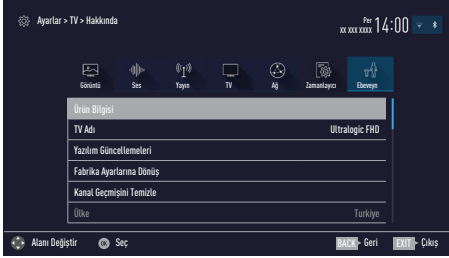 Ayarlar > TV > Hakkında
Per
xx xxx xxxx 14:00
Görüntü Ses Yayın TV Ağ Zamanlayıcı Ebeveyn
Ürün Bilgisi
TV Adı Ultralogic FHD
Yazılım Güncellemeleri
Fabrika Ayarlarına Dönüş
Kanal Geçmişini Temizle
Ülke Turkiye
Alanı Değiştir OK Seç BACK Geri EXIT Çıkış